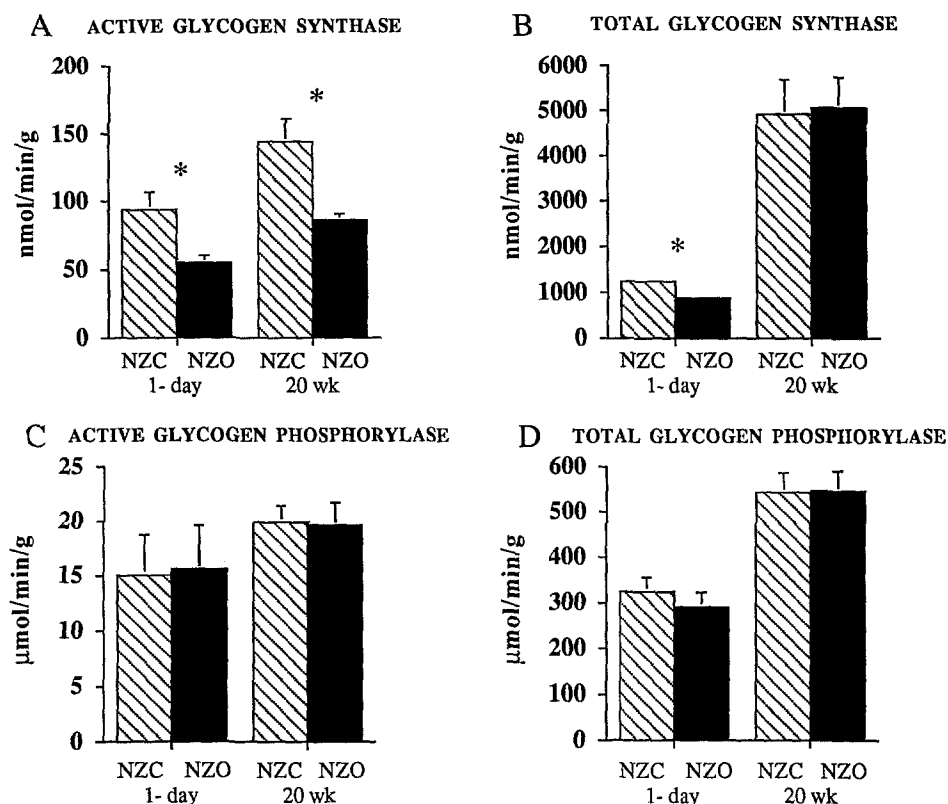 A ACTIVE GLYCOGEN SYNTHASE
200
150
100
50
0
nmol/min/g
*
*
NZC NZO NZC NZO
1- day 20 wk
B TOTAL GLYCOGEN SYNTHASE
6000
5000
4000
3000
2000
1000
0
nmol/min/g
*
NZC NZO NZC NZO
1-day 20 wk
C ACTIVE GLYCOGEN PHOSPHORYLASE
25
20
15
10
5
0
µmol/min/g
NZC NZO NZC NZO
1- day 20 wk
D TOTAL GLYCOGEN PHOSPHORYLASE
600
500
400
300
200
100
0
µmol/min/g
NZC NZO NZC NZO
1-day 20 wk